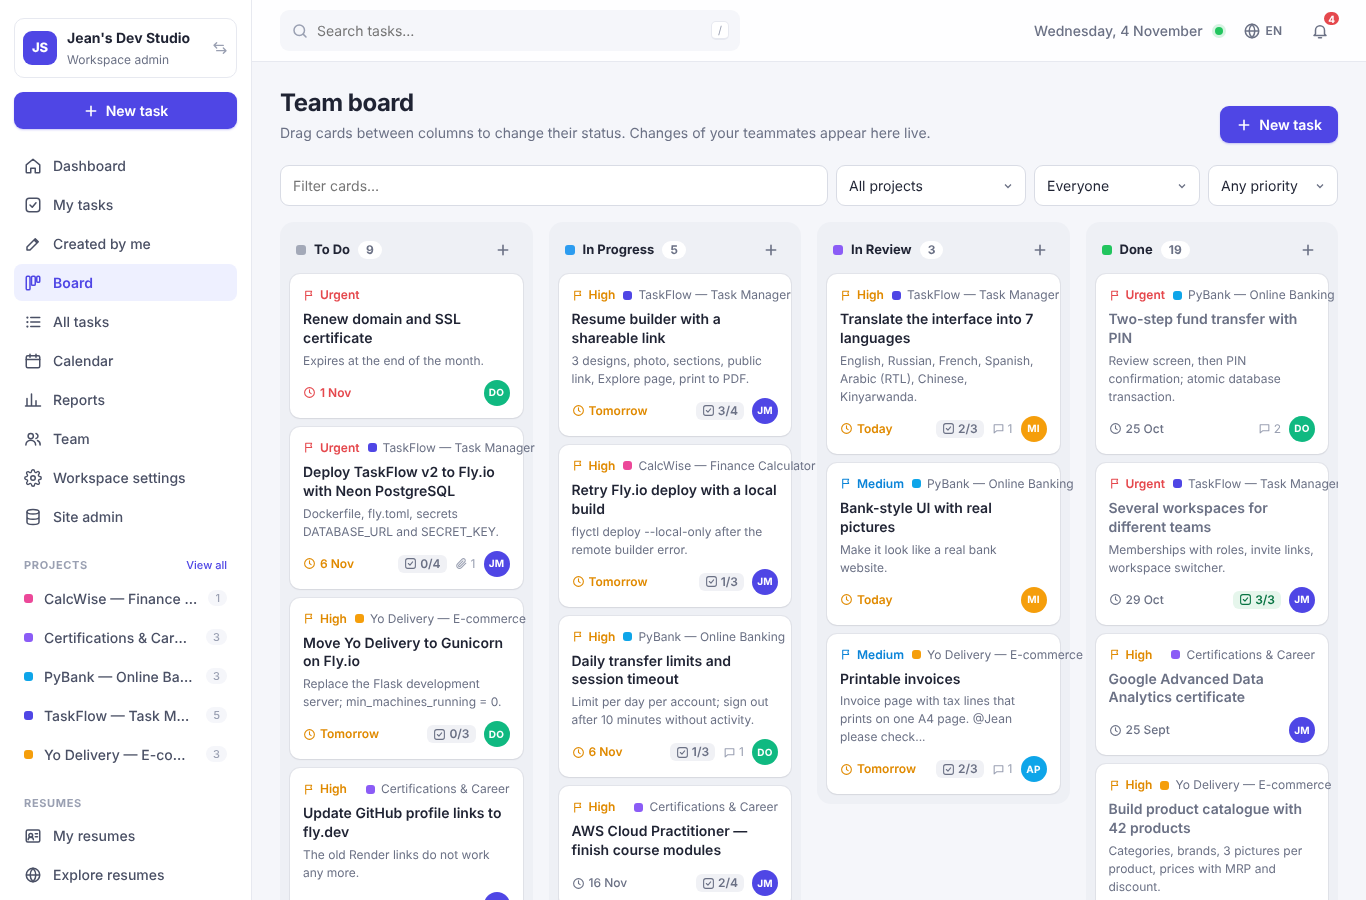 JS
Jean's Dev Studio
Workspace admin
+ New task
Dashboard
My tasks
Created by me
Board
All tasks
Calendar
Reports
Team
Workspace settings
Site admin
PROJECTS
View all
CalcWise — Finance ...
1
Certifications & Car...
3
PyBank — Online Ba...
3
TaskFlow — Task M...
5
Yo Delivery — E-co...
3
RESUMES
My resumes
Explore resumes
Search tasks...
/
Wednesday, 4 November
EN
4
Team board
Drag cards between columns to change their status. Changes of your teammates appear here live.
+ New task
Filter cards...
All projects
Everyone
Any priority
To Do 9 +
Urgent
Renew domain and SSL
certificate
Expires at the end of the month.
1 Nov
DO
Urgent TaskFlow — Task Manager
Deploy TaskFlow v2 to Fly.io
with Neon PostgreSQL
Dockerfile, fly.toml, secrets
DATABASE_URL and SECRET_KEY.
6 Nov 0/4 1 JM
High Yo Delivery — E-commerce
Move Yo Delivery to Gunicorn
on Fly.io
Replace the Flask development
server; min_machines_running = 0.
Tomorrow 0/3 DO
High Certifications & Career
Update GitHub profile links to
fly.dev
The old Render links do not work
any more.
In Progress 5 +
High TaskFlow — Task Manager
Resume builder with a
shareable link
3 designs, photo, sections, public
link, Explore page, print to PDF.
Tomorrow 3/4 JM
High CalcWise — Finance Calculator
Retry Fly.io deploy with a local
build
flyctl deploy --local-only after the
remote builder error.
Tomorrow 1/3 JM
High PyBank — Online Banking
Daily transfer limits and
session timeout
Limit per day per account; sign out
after 10 minutes without activity.
6 Nov 1/3 1 DO
High Certifications & Career
AWS Cloud Practitioner —
finish course modules
16 Nov 2/4 JM
In Review 3 +
High TaskFlow — Task Manager
Translate the interface into 7
languages
English, Russian, French, Spanish,
Arabic (RTL), Chinese,
Kinyarwanda.
Today 2/3 1 MI
Medium PyBank — Online Banking
Bank-style UI with real
pictures
Make it look like a real bank
website.
Today MI
Medium Yo Delivery — E-commerce
Printable invoices
Invoice page with tax lines that
prints on one A4 page. @Jean
please check...
Tomorrow 2/3 1 AP
Done 19 +
Urgent PyBank — Online Banking
Two-step fund transfer with
PIN
Review screen, then PIN
confirmation; atomic database
transaction.
25 Oct 2 DO
Urgent TaskFlow — Task Manager
Several workspaces for
different teams
Memberships with roles, invite links,
workspace switcher.
29 Oct 3/3 JM
High Certifications & Career
Google Advanced Data
Analytics certificate
25 Sept JM
High Yo Delivery — E-commerce
Build product catalogue with
42 products
Categories, brands, 3 pictures per
product, prices with MRP and
discount.